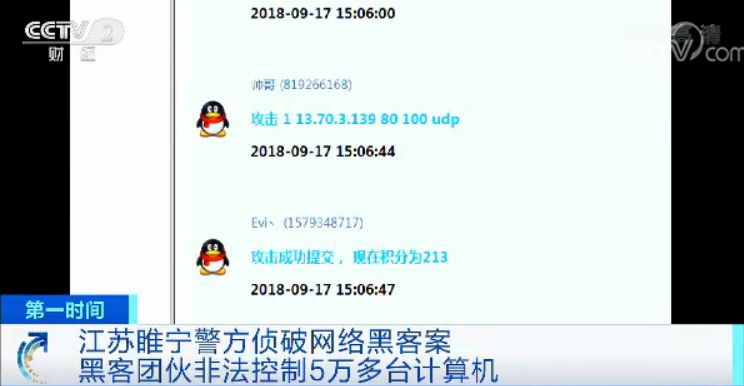 CCTV 2
财经
2018-09-17 15:06:00
帅哥 (819266168)
攻击 1 13.70.3.139 80 100 udp
2018-09-17 15:06:44
Evi丶 (1579348717)
攻击成功提交，现在积分为213
2018-09-17 15:06:47
第一时间
江苏睢宁警方侦破网络黑客案
黑客团伙非法控制5万多台计算机